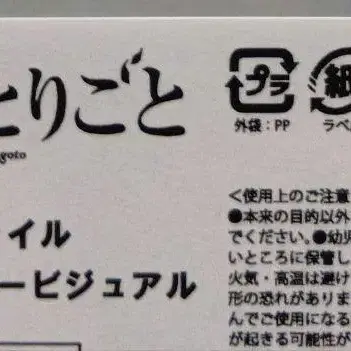 とりごと
goto
プラ
紙
外袋：PP
ラベ
イル
ービジュアル
＜使用上のご注意
●本来の目的以外
でください。●幼児
いところに保管し
火気・高温は避け
形の恐れがありま
んでご使用になる
が起きる可能性が